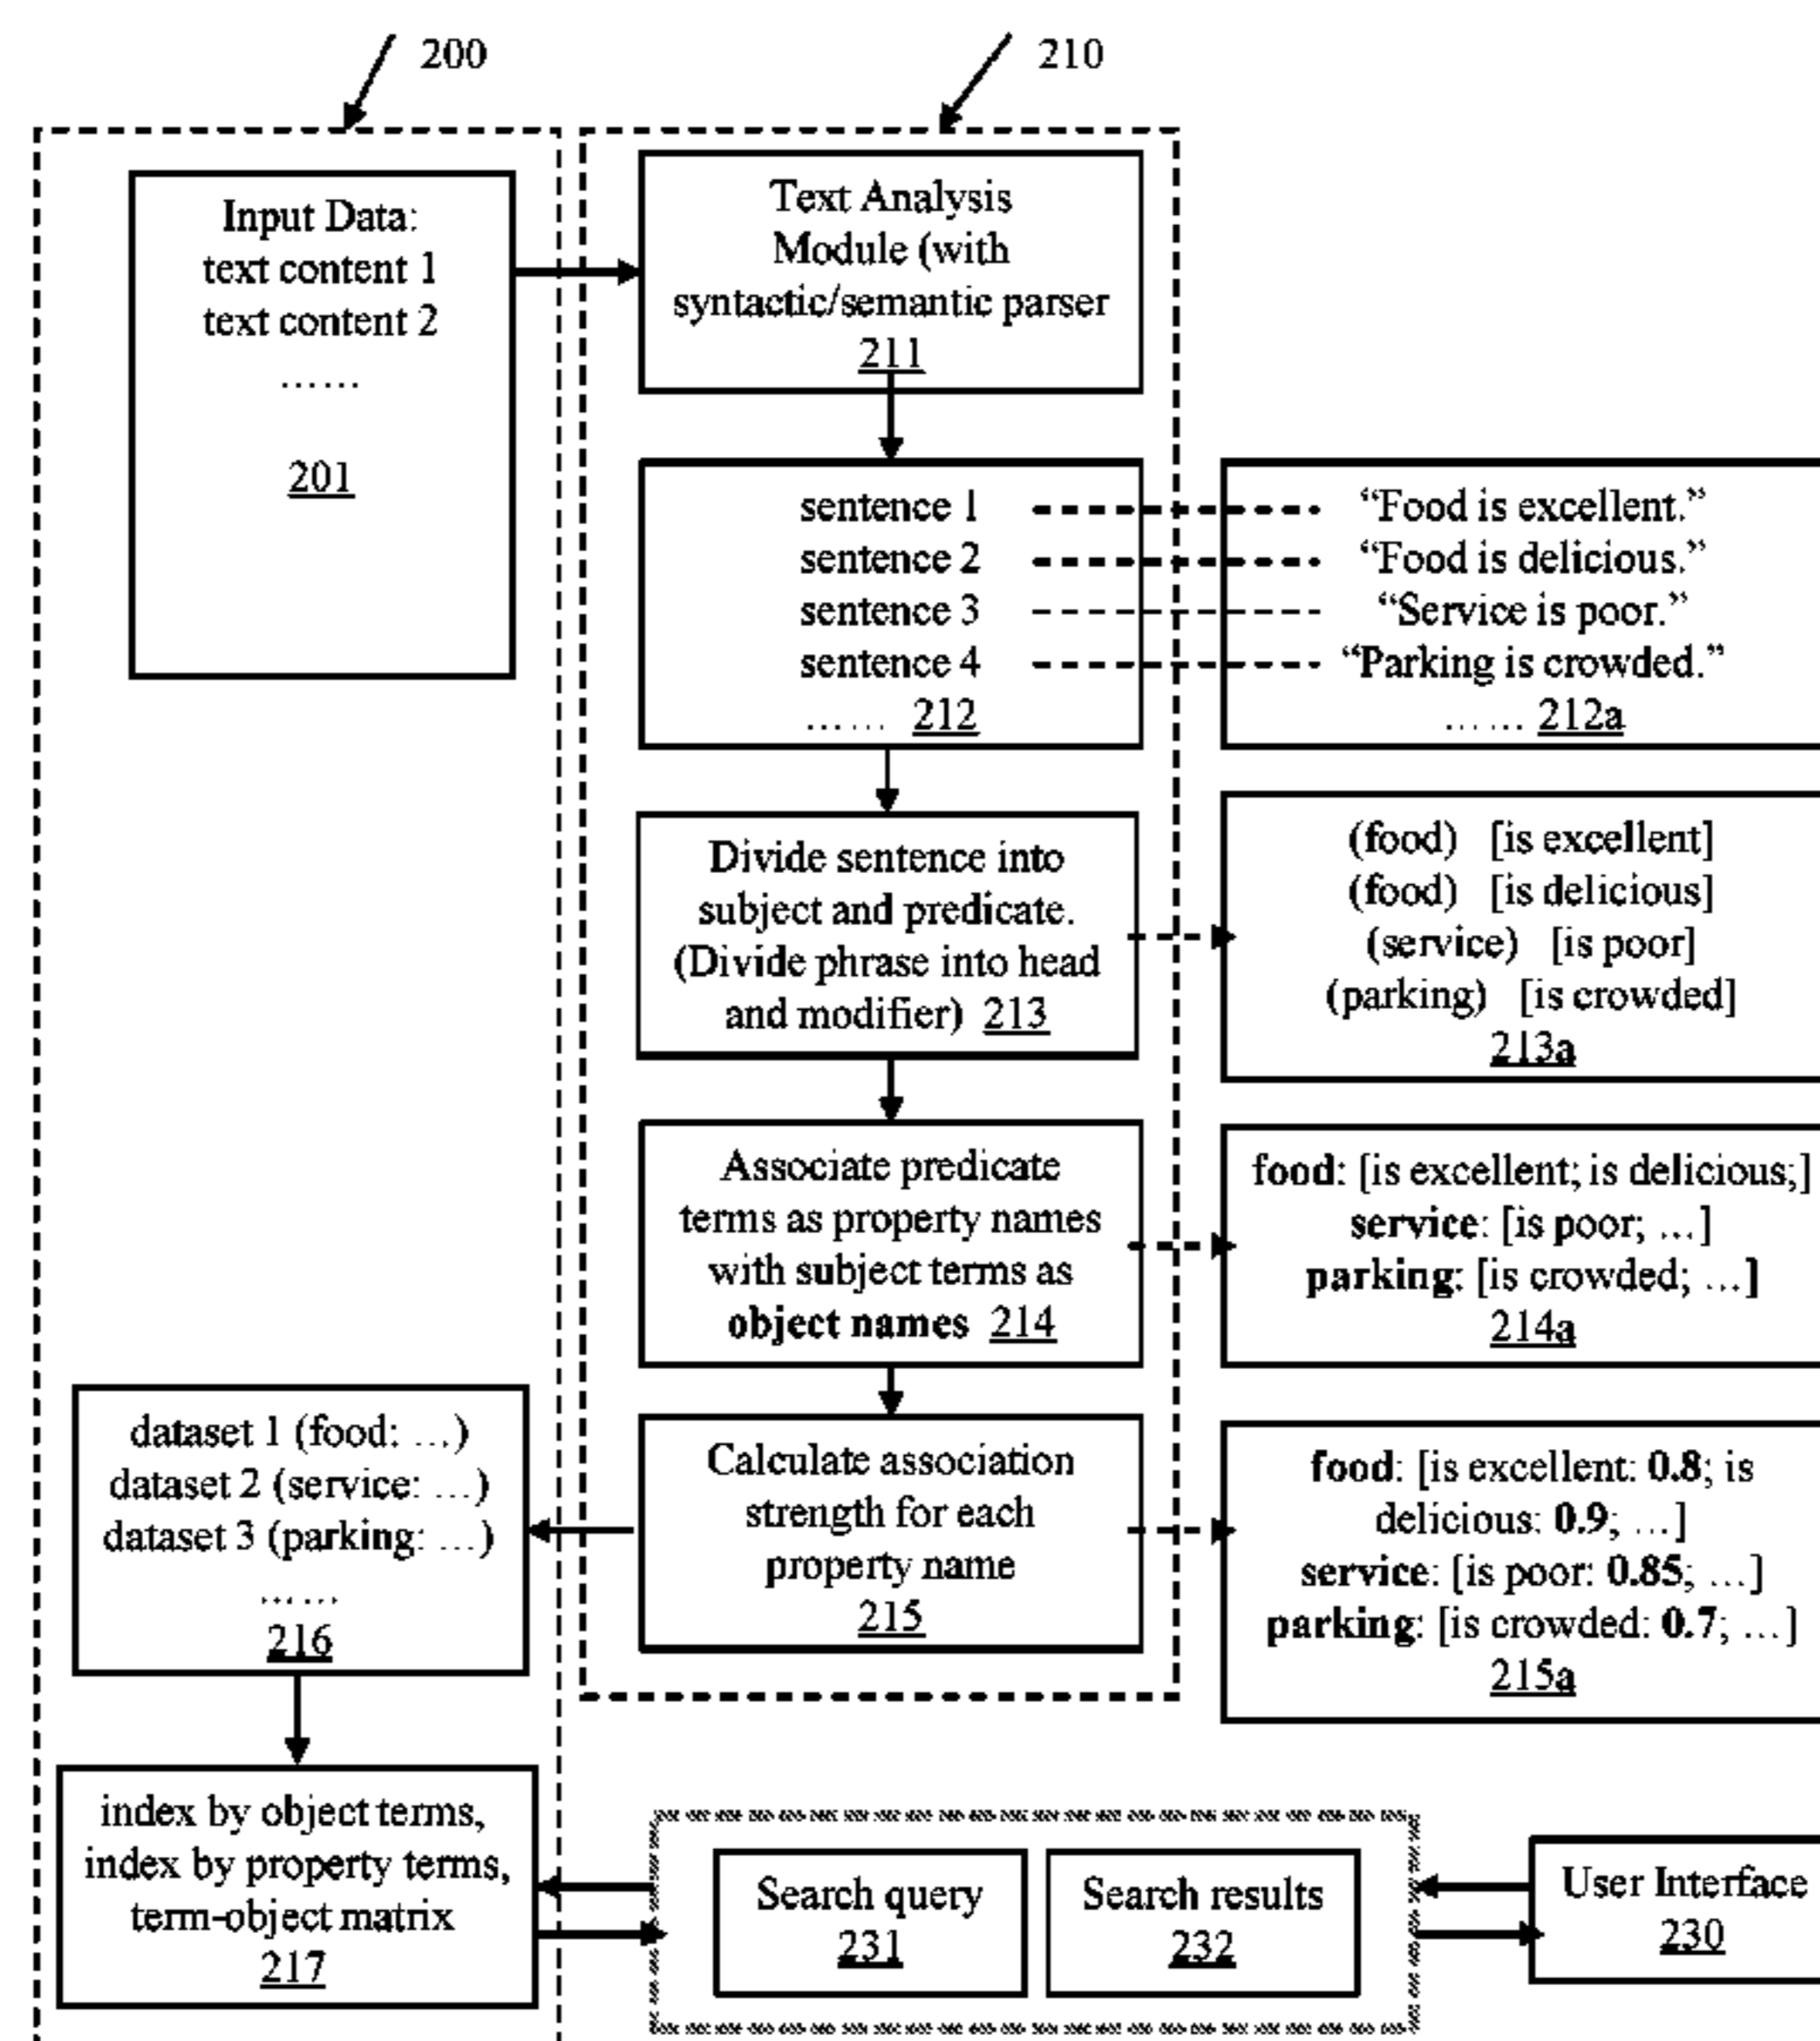 200
210
Input Data:
text content 1
text content 2
……
201
Text Analysis
Module (with
syntactic/semantic parser
211
sentence 1
sentence 2
sentence 3
sentence 4
…… 212
“Food is excellent.”
“Food is delicious.”
“Service is poor.”
“Parking is crowded.”
…… 212a
Divide sentence into
subject and predicate.
(Divide phrase into head
and modifier) 213
(food) [is excellent]
(food) [is delicious]
(service) [is poor]
(parking) [is crowded]
213a
Associate predicate
terms as property names
with subject terms as
object names 214
food: [is excellent; is delicious;]
service: [is poor; …]
parking: [is crowded; …]
214a
dataset 1 (food: …)
dataset 2 (service: …)
dataset 3 (parking: …)
……
216
Calculate association
strength for each
property name
215
food: [is excellent: 0.8; is
delicious: 0.9; …]
service: [is poor: 0.85; …]
parking: [is crowded: 0.7; …]
215a
index by object terms,
index by property terms,
term-object matrix
217
Search query
231
Search results
232
User Interface
230